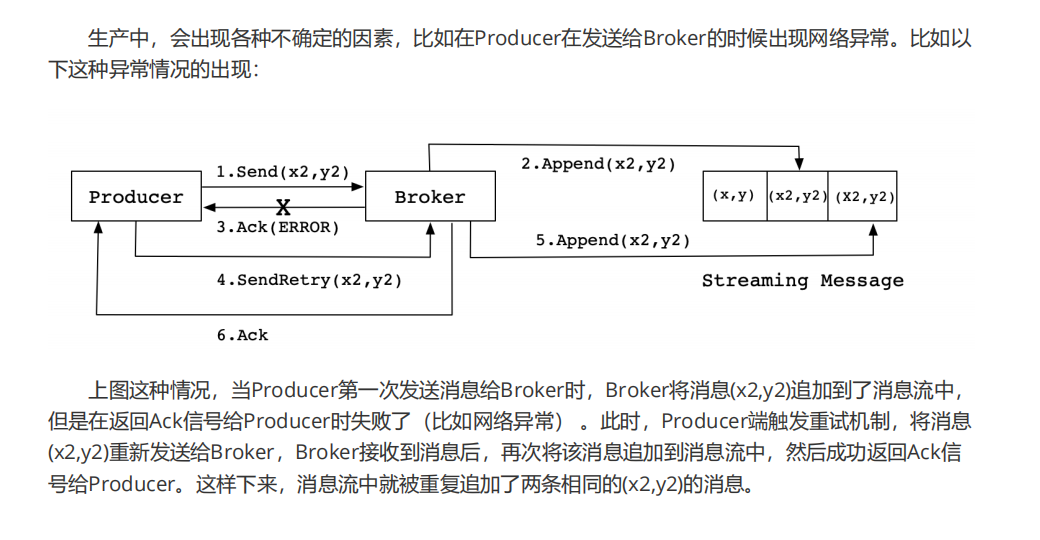 生产中，会出现各种不确定的因素，比如在Producer在发送给Broker的时候出现网络异常。比如以
下这种异常情况的出现：
1.Send(x2,y2)
2.Append(x2,y2)
Producer
Broker
(x,y)
(x2,y2)
(X2,y2)
X
3.Ack(ERROR)
5.Append(x2,y2)
4.SendRetry(x2,y2)
Streaming Message
6.Ack
上图这种情况，当Producer第一次发送消息给Broker时，Broker将消息(x2,y2)追加到了消息流中，
但是在返回Ack信号给Producer时失败了（比如网络异常） 。此时，Producer端触发重试机制，将消息
(x2,y2)重新发送给Broker，Broker接收到消息后，再次将该消息追加到消息流中，然后成功返回Ack信
号给Producer。这样下来，消息流中就被重复追加了两条相同的(x2,y2)的消息。